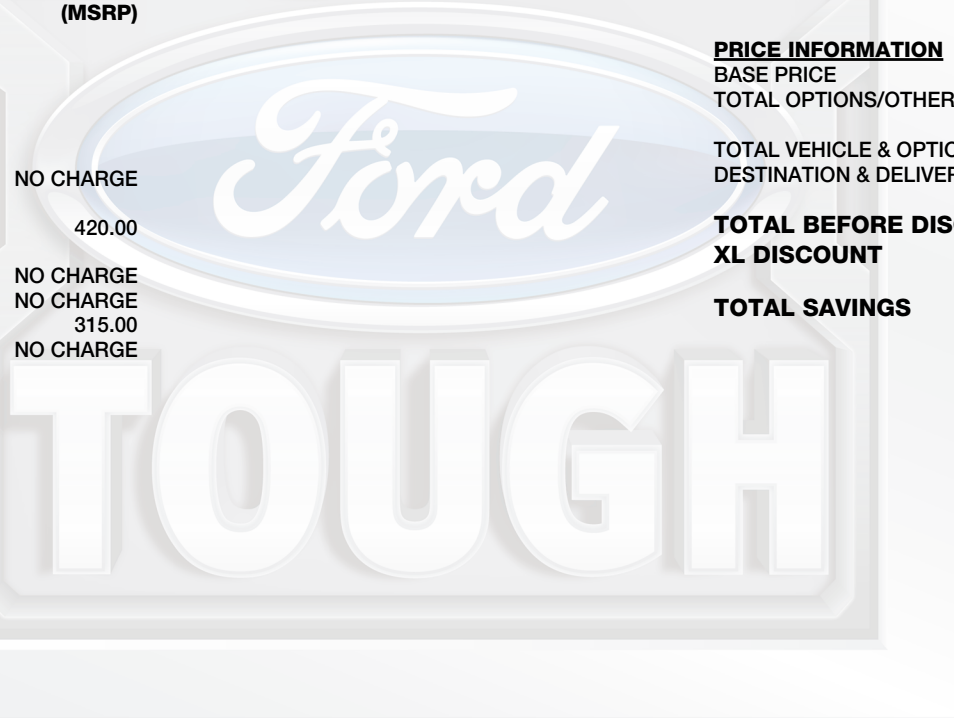 (MSRP)
NO CHARGE
420.00
NO CHARGE
NO CHARGE
315.00
NO CHARGE
PRICE INFORMATION
BASE PRICE
TOTAL OPTIONS/OTHER
TOTAL VEHICLE & OPTIO
DESTINATION & DELIVER
TOTAL BEFORE DISC
XL DISCOUNT
TOTAL SAVINGS
Ford
TOUGH